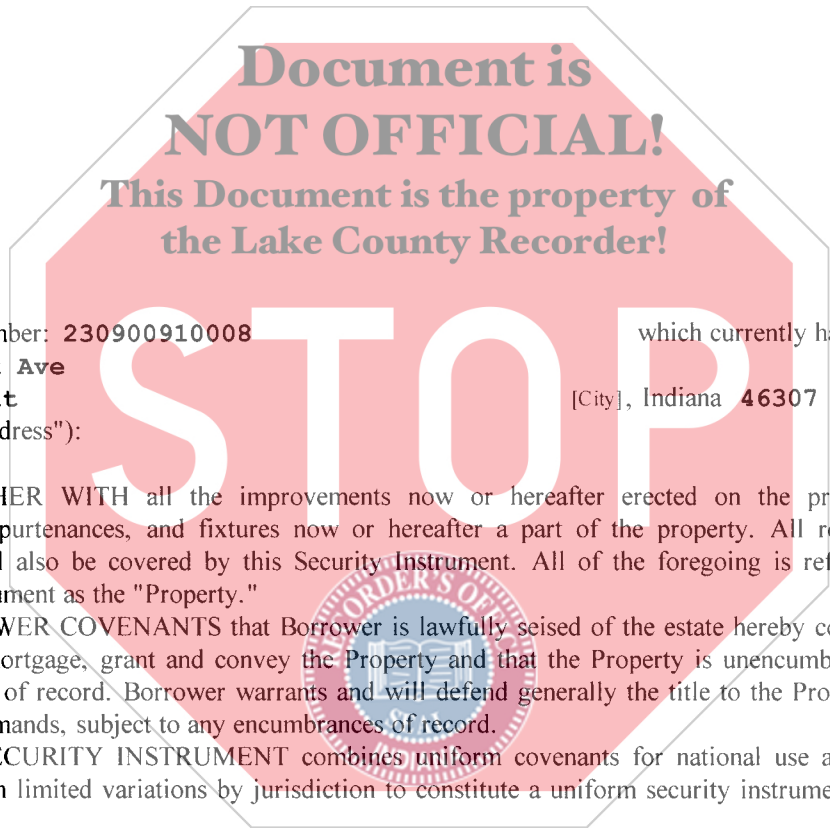 Document is
NOT OFFICIAL!
This Document is the property of
the Lake County Recorder!
STOP
nber: 230900910008 which currently ha
Ave
t [City], Indiana 46307
dress"):
HER WITH all the improvements now or hereafter erected on the pr
purtenances, and fixtures now or hereafter a part of the property. All re
l also be covered by this Security Instrument. All of the foregoing is ref
ument as the "Property."
WER COVENANTS that Borrower is lawfully seised of the estate hereby co
ortgage, grant and convey the Property and that the Property is unencumb
of record. Borrower warrants and will defend generally the title to the Pro
mands, subject to any encumbrances of record.
ECURITY INSTRUMENT combines uniform covenants for national use a
n limited variations by jurisdiction to constitute a uniform security instrume
RECORDER'S OFFICE
SEAL